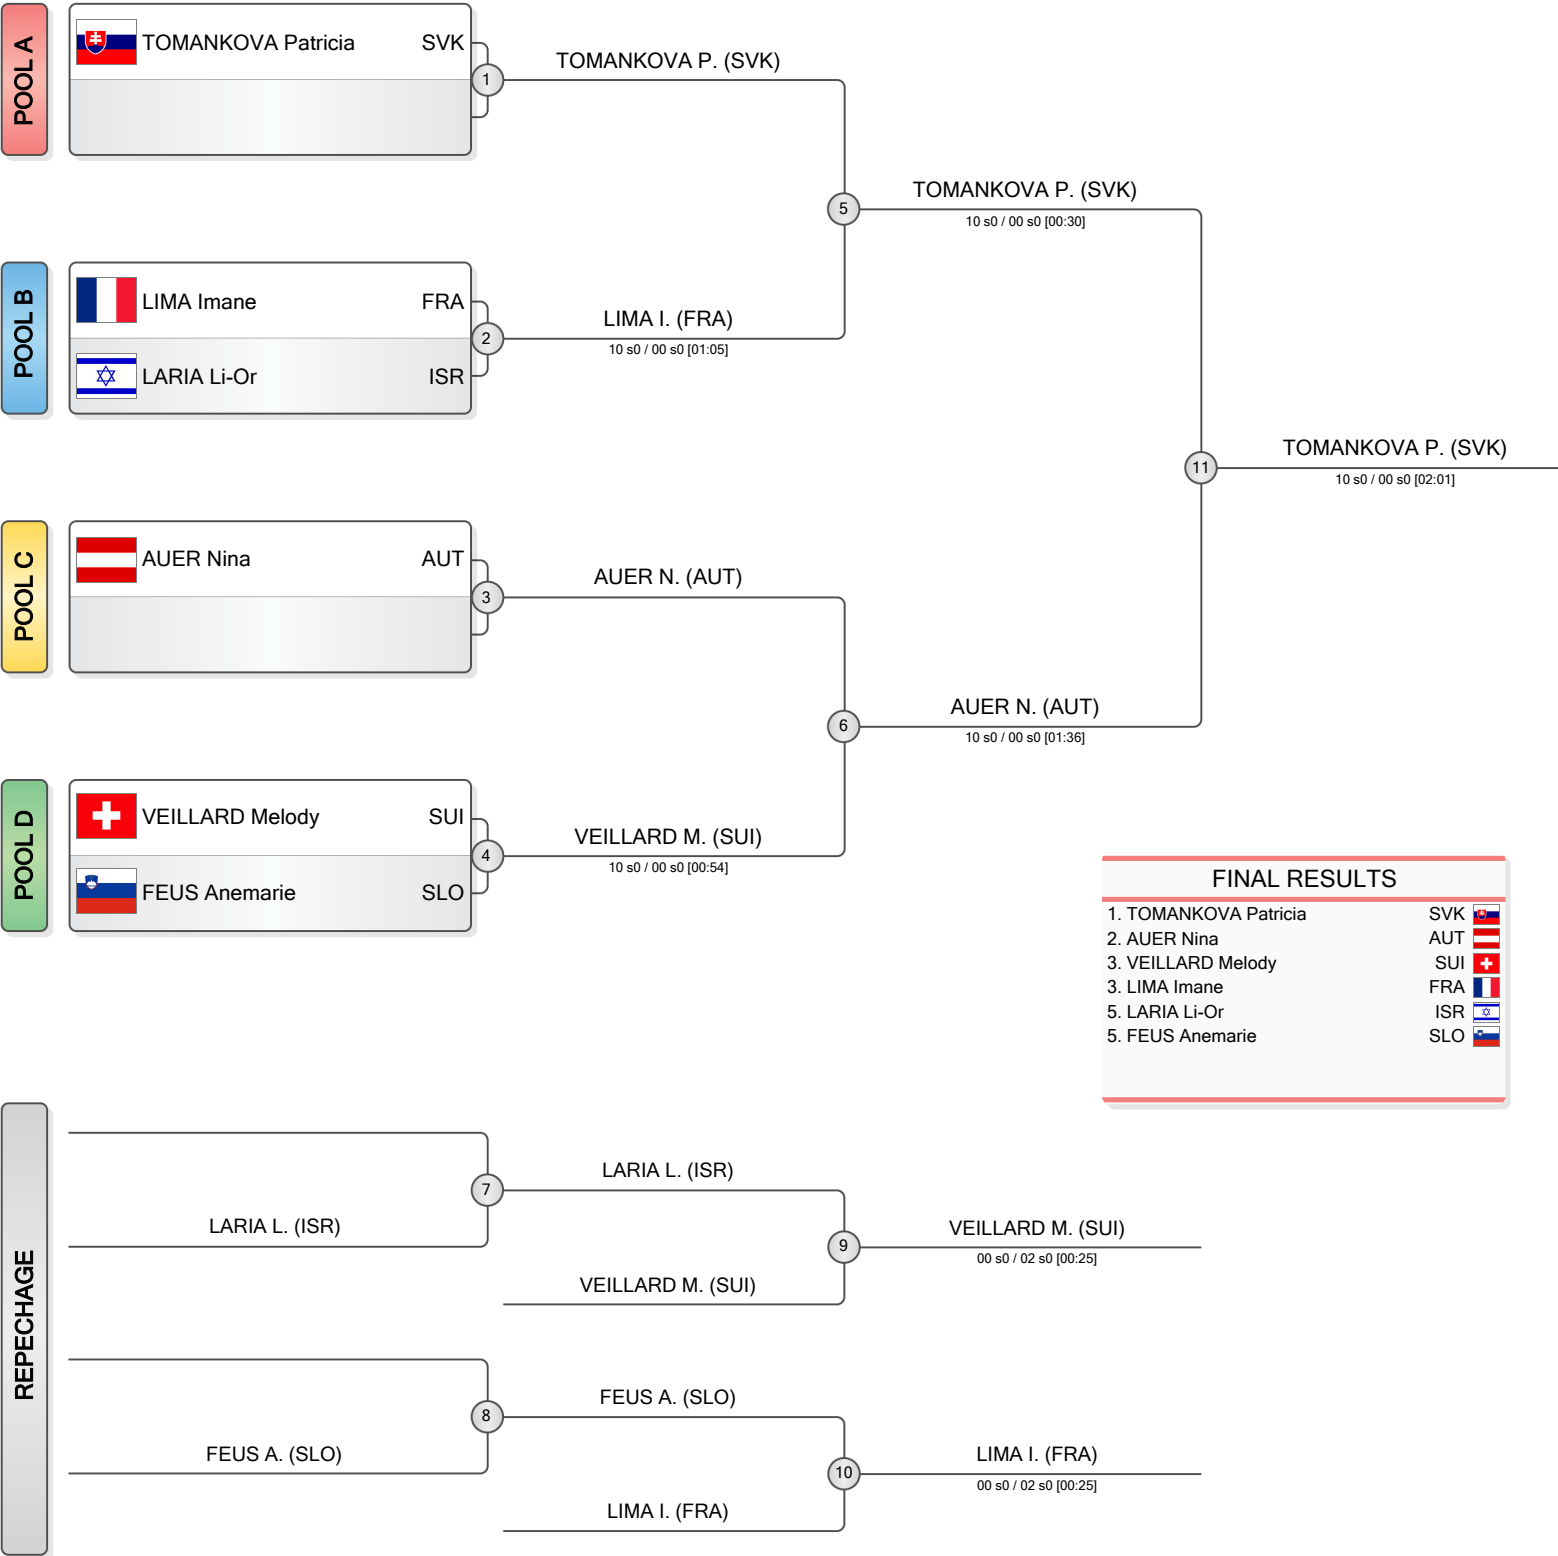 POOL A
TOMANKOVA Patricia SVK
1
TOMANKOVA P. (SVK)
5
TOMANKOVA P. (SVK)
10 s0 / 00 s0 [00:30]
POOL B
LIMA Imane FRA
LARIA Li-Or ISR
2
LIMA I. (FRA)
10 s0 / 00 s0 [01:05]
11
TOMANKOVA P. (SVK)
10 s0 / 00 s0 [02:01]
POOL C
AUER Nina AUT
3
AUER N. (AUT)
6
AUER N. (AUT)
10 s0 / 00 s0 [01:36]
POOL D
VEILLARD Melody SUI
FEUS Anemarie SLO
4
VEILLARD M. (SUI)
10 s0 / 00 s0 [00:54]
FINAL RESULTS
1. TOMANKOVA Patricia SVK
2. AUER Nina AUT
3. VEILLARD Melody SUI
3. LIMA Imane FRA
5. LARIA Li-Or ISR
5. FEUS Anemarie SLO
REPECHAGE
LARIA L. (ISR)
7
LARIA L. (ISR)
VEILLARD M. (SUI)
9
VEILLARD M. (SUI)
00 s0 / 02 s0 [00:25]
FEUS A. (SLO)
8
FEUS A. (SLO)
LIMA I. (FRA)
10
LIMA I. (FRA)
00 s0 / 02 s0 [00:25]